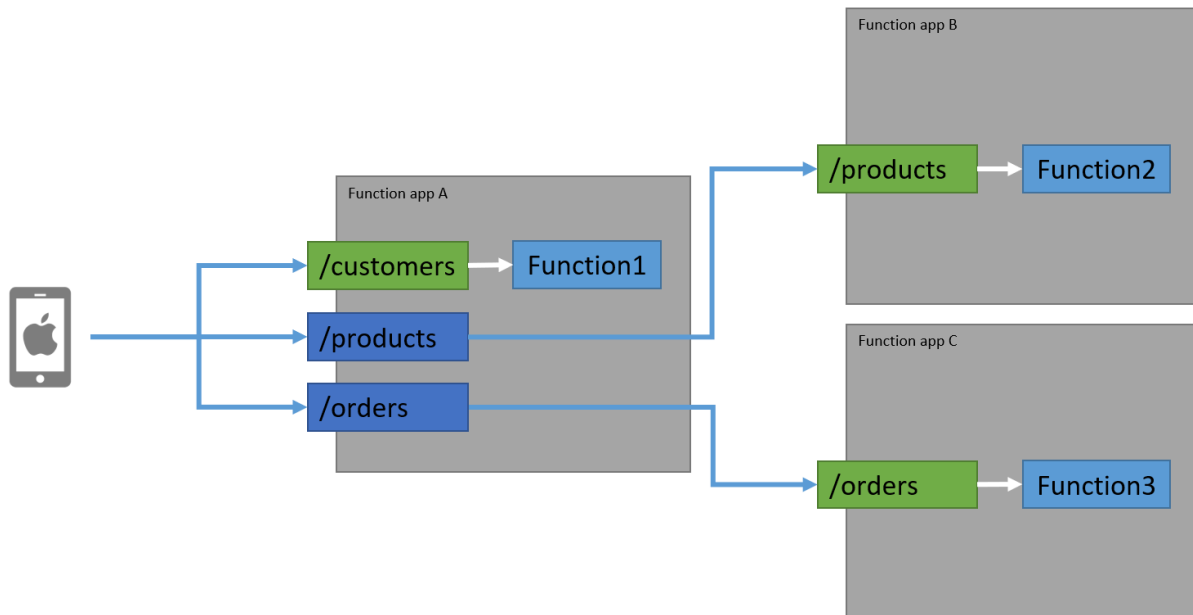 Function app B
/products
Function2
Function app A
/customers
Function1
/products
/orders
Function app C
/orders
Function3